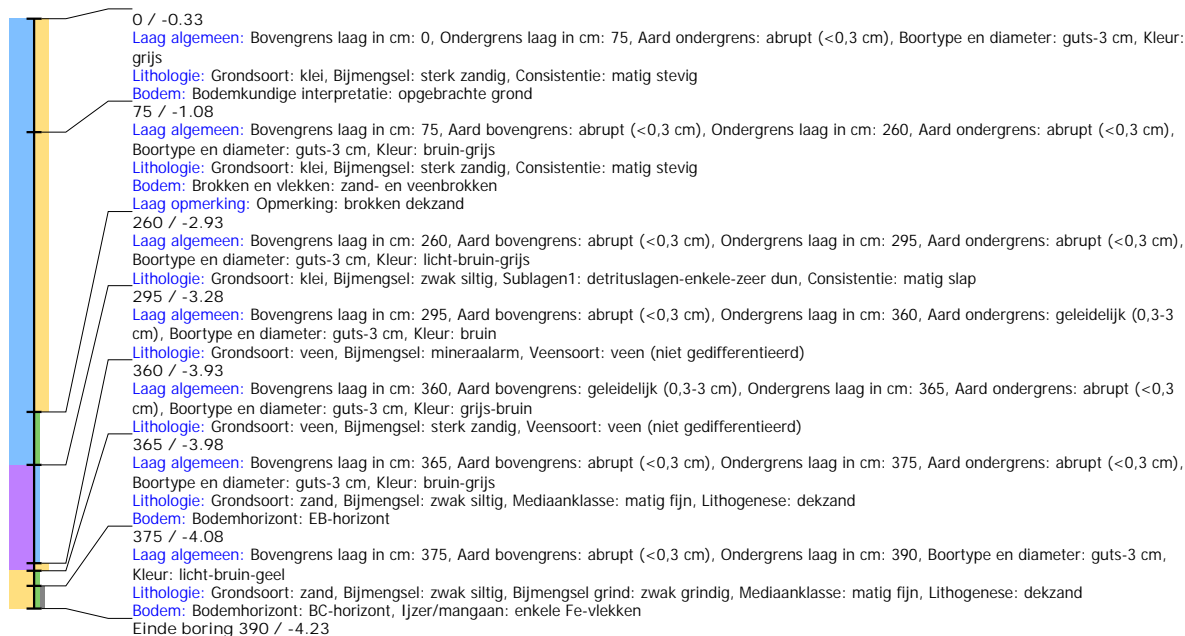 0 / -0.33
Laag algemeen: Bovengrens laag in cm: 0, Ondergrens laag in cm: 75, Aard ondergrens: abrupt (<0,3 cm), Boortype en diameter: guts-3 cm, Kleur:
grijs
Lithologie: Grondsoort: klei, Bijmengsel: sterk zandig, Consistentie: matig stevig
Bodem: Bodemkundige interpretatie: opgebrachte grond
75 / -1.08
Laag algemeen: Bovengrens laag in cm: 75, Aard bovengrens: abrupt (<0,3 cm), Ondergrens laag in cm: 260, Aard ondergrens: abrupt (<0,3 cm),
Boortype en diameter: guts-3 cm, Kleur: bruin-grijs
Lithologie: Grondsoort: klei, Bijmengsel: sterk zandig, Consistentie: matig stevig
Bodem: Brokken en vlekken: zand- en veenbrokken
Laag opmerking: Opmerking: brokken dekzand
260 / -2.93
Laag algemeen: Bovengrens laag in cm: 260, Aard bovengrens: abrupt (<0,3 cm), Ondergrens laag in cm: 295, Aard ondergrens: abrupt (<0,3 cm),
Boortype en diameter: guts-3 cm, Kleur: licht-bruin-grijs
Lithologie: Grondsoort: klei, Bijmengsel: zwak siltig, Sublagen1: detrituslagen-enkele-zeer dun, Consistentie: matig slap
295 / -3.28
Laag algemeen: Bovengrens laag in cm: 295, Aard bovengrens: abrupt (<0,3 cm), Ondergrens laag in cm: 360, Aard ondergrens: geleidelijk (0,3-3
cm), Boortype en diameter: guts-3 cm, Kleur: bruin
Lithologie: Grondsoort: veen, Bijmengsel: mineraalarm, Veensoort: veen (niet gedifferentieerd)
360 / -3.93
Laag algemeen: Bovengrens laag in cm: 360, Aard bovengrens: geleidelijk (0,3-3 cm), Ondergrens laag in cm: 365, Aard ondergrens: abrupt (<0,3
cm), Boortype en diameter: guts-3 cm, Kleur: grijs-bruin
Lithologie: Grondsoort: veen, Bijmengsel: sterk zandig, Veensoort: veen (niet gedifferentieerd)
365 / -3.98
Laag algemeen: Bovengrens laag in cm: 365, Aard bovengrens: abrupt (<0,3 cm), Ondergrens laag in cm: 375, Aard ondergrens: abrupt (<0,3 cm),
Boortype en diameter: guts-3 cm, Kleur: bruin-grijs
Lithologie: Grondsoort: zand, Bijmengsel: zwak siltig, Mediaanklasse: matig fijn, Lithogenese: dekzand
Bodem: Bodemhorizont: EB-horizont
375 / -4.08
Laag algemeen: Bovengrens laag in cm: 375, Aard bovengrens: abrupt (<0,3 cm), Ondergrens laag in cm: 390, Boortype en diameter: guts-3 cm,
Kleur: licht-bruin-geel
Lithologie: Grondsoort: zand, Bijmengsel: zwak siltig, Bijmengsel grind: zwak grindig, Mediaanklasse: matig fijn, Lithogenese: dekzand
Bodem: Bodemhorizont: BC-horizont, Ijzer/mangaan: enkele Fe-vlekken
Einde boring 390 / -4.23